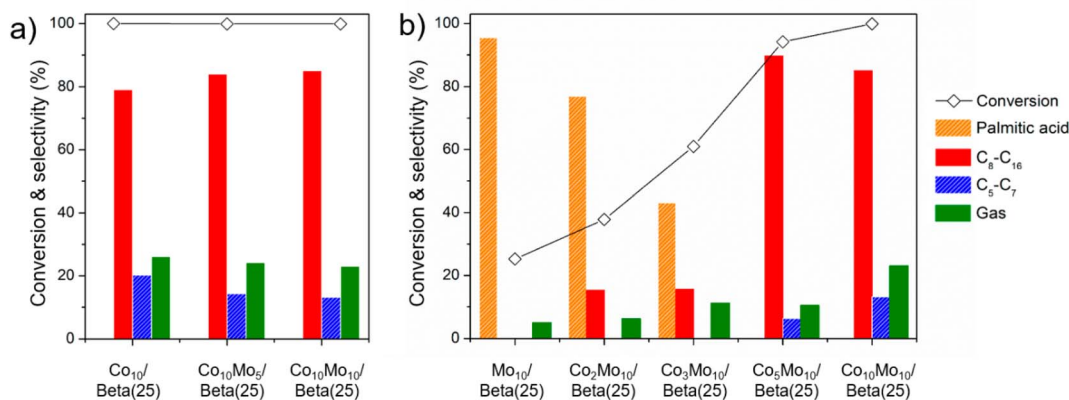 a)
Conversion & selectivity (%)
100
80
60
40
20
0
Co₁₀/
Beta(25)
Co₁₀Mo₅/
Beta(25)
Co₁₀Mo₁₀/
Beta(25)
b)
Conversion & selectivity (%)
100
80
60
40
20
0
Mo₁₀/
Beta(25)
Co₂Mo₁₀/
Beta(25)
Co₃Mo₁₀/
Beta(25)
Co₅Mo₁₀/
Beta(25)
Co₁₀Mo₁₀/
Beta(25)
Conversion
Palmitic acid
C₈-C₁₆
C₅-C₇
Gas